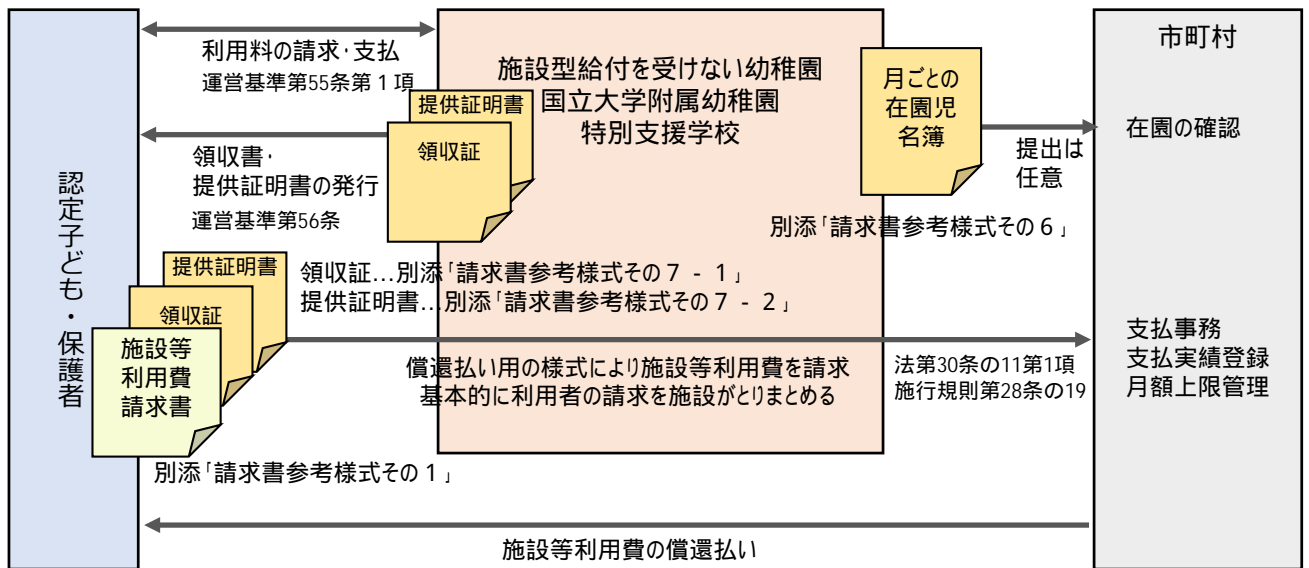 利用料の請求・支払
運営基準第55条第1項
提供証明書
領収証
領収書・
提供証明書の発行
運営基準第56条
施設型給付を受けない幼稚園
国立大学附属幼稚園
特別支援学校
月ごとの
在園児
名簿
提出は
任意
別添「請求書参考様式その6」
市町村
在園の確認
認定子ども・保護者
提供証明書
領収証
施設等
利用費
請求書
領収証…別添「請求書参考様式その7-1」
提供証明書…別添「請求書参考様式その7-2」
償還払い用の様式により施設等利用費を請求
基本的に利用者の請求を施設がとりまとめる
法第30条の11第1項
施行規則第28条の19
支払事務
支払実績登録
月額上限管理
別添「請求書参考様式その1」
施設等利用費の償還払い